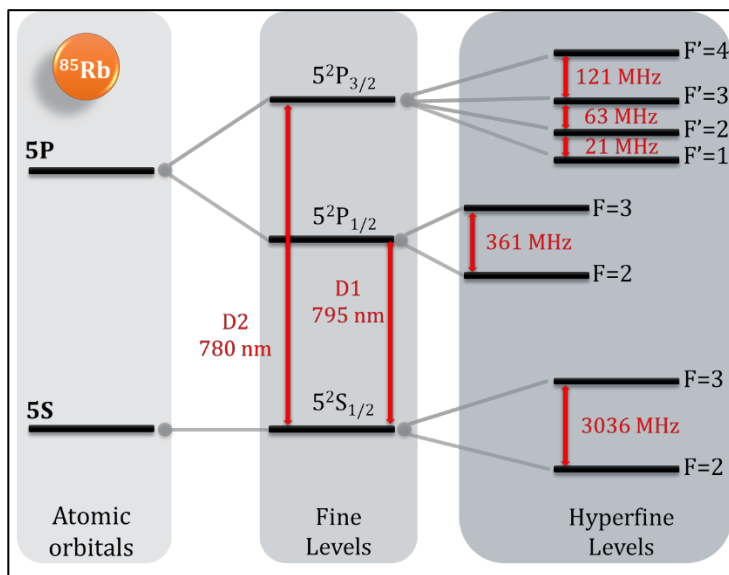 ⁸⁵Rb
5P
5S
Atomic
orbitals
5²P₃/₂
5²P₁/₂
D2
780 nm
D1
795 nm
5²S₁/₂
Fine
Levels
F'=4
121 MHz
F'=3
63 MHz
F'=2
21 MHz
F'=1
F=3
361 MHz
F=2
F=3
3036 MHz
F=2
Hyperfine
Levels